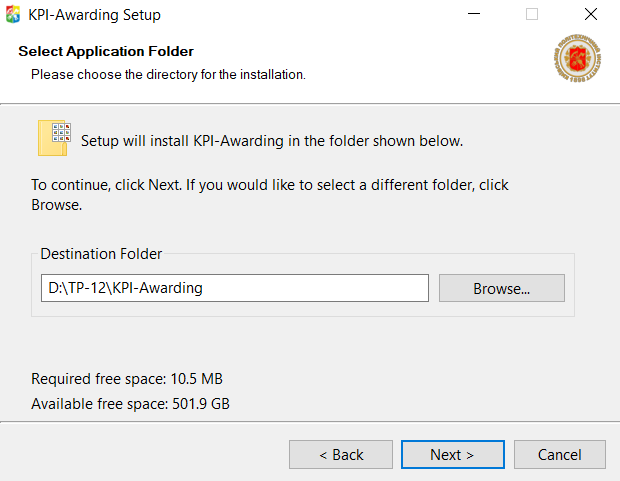 KPI-Awarding Setup
Select Application Folder
Please choose the directory for the installation.
Setup will install KPI-Awarding in the folder shown below.
To continue, click Next. If you would like to select a different folder, click
Browse.
Destination Folder
D:\TP-12\KPI-Awarding
Browse...
Required free space: 10.5 MB
Available free space: 501.9 GB
< Back
Next >
Cancel